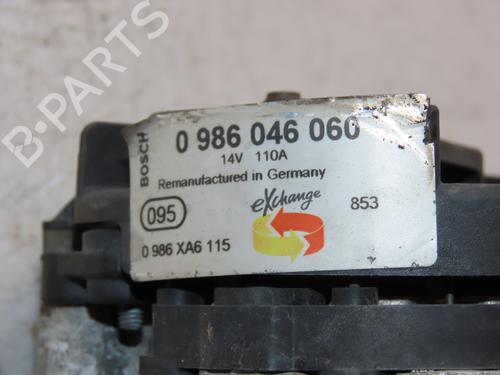 BOSCH
0 986 046 060
14V 110A
Remanufactured in Germany
eXchange
853
095
0 986 XA6 115
B-PARTS